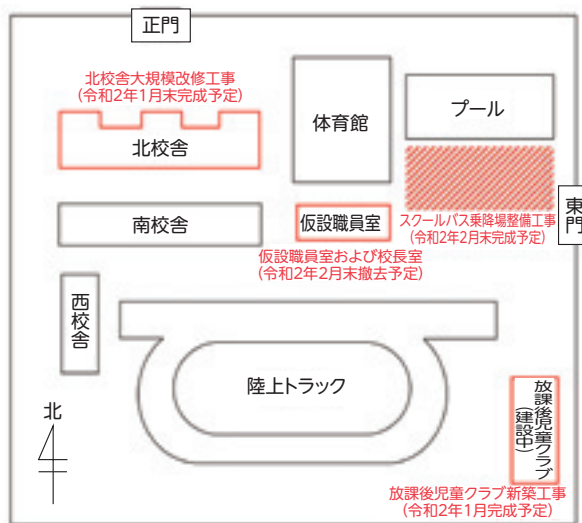 正門
北校舎大規模改修工事
(令和2年1月末完成予定)
北校舎
体育館
プール
南校舎
仮設職員室
スクールバス乗降場整備工事
(令和2年2月末完成予定)
東門
仮設職員室および校長室
(令和2年2月末撤去予定)
西校舎
陸上トラック
北
放課後児童クラブ
(建設中)
放課後児童クラブ新築工事
(令和2年1月完成予定)